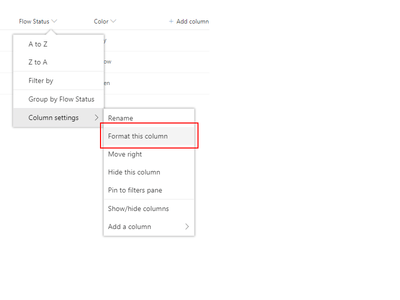 Flow Status Color + Add column
A to Z
Z to A
Filter by
Group by Flow Status
Column settings
Rename
Format this column
Move right
Hide this column
Pin to filters pane
Show/hide columns
Add a column